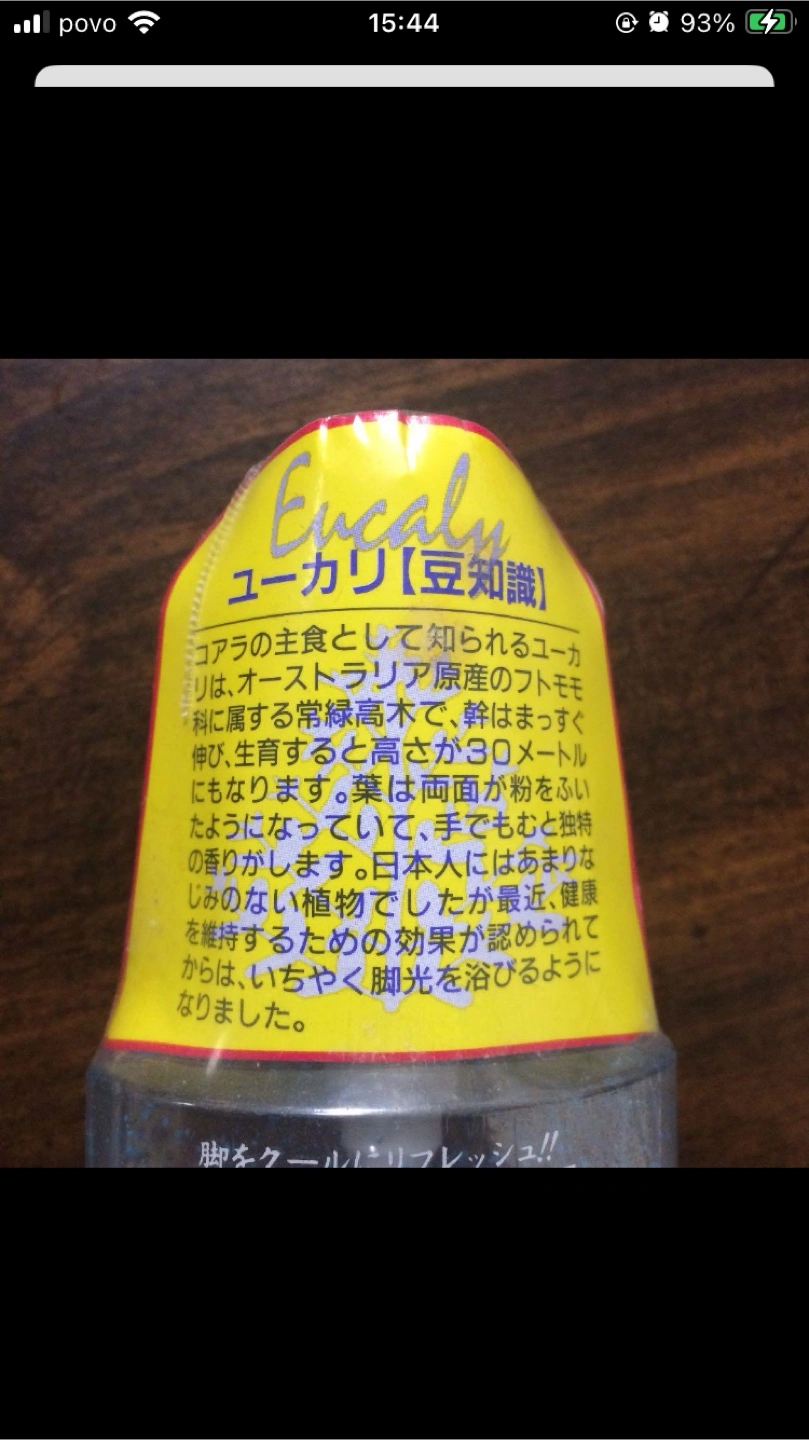 povo
15:44
93%
Eucaly
ユーカリ【豆知識】
コアラの主食として知られるユーカ
リは、オーストラリア原産のフトモモ
科に属する常緑高木で、幹はまっすぐ
伸び、生育すると高さが30メートル
にもなります。葉は両面が粉をふい
たようになっていて、手でもむと独特
の香りがします。日本人にはあまりな
じみのない植物でしたが最近、健康
を維持するための効果が認められて
からは、いちやく脚光を浴びるように
なりました。
脚をクールにリフレッシュ!!